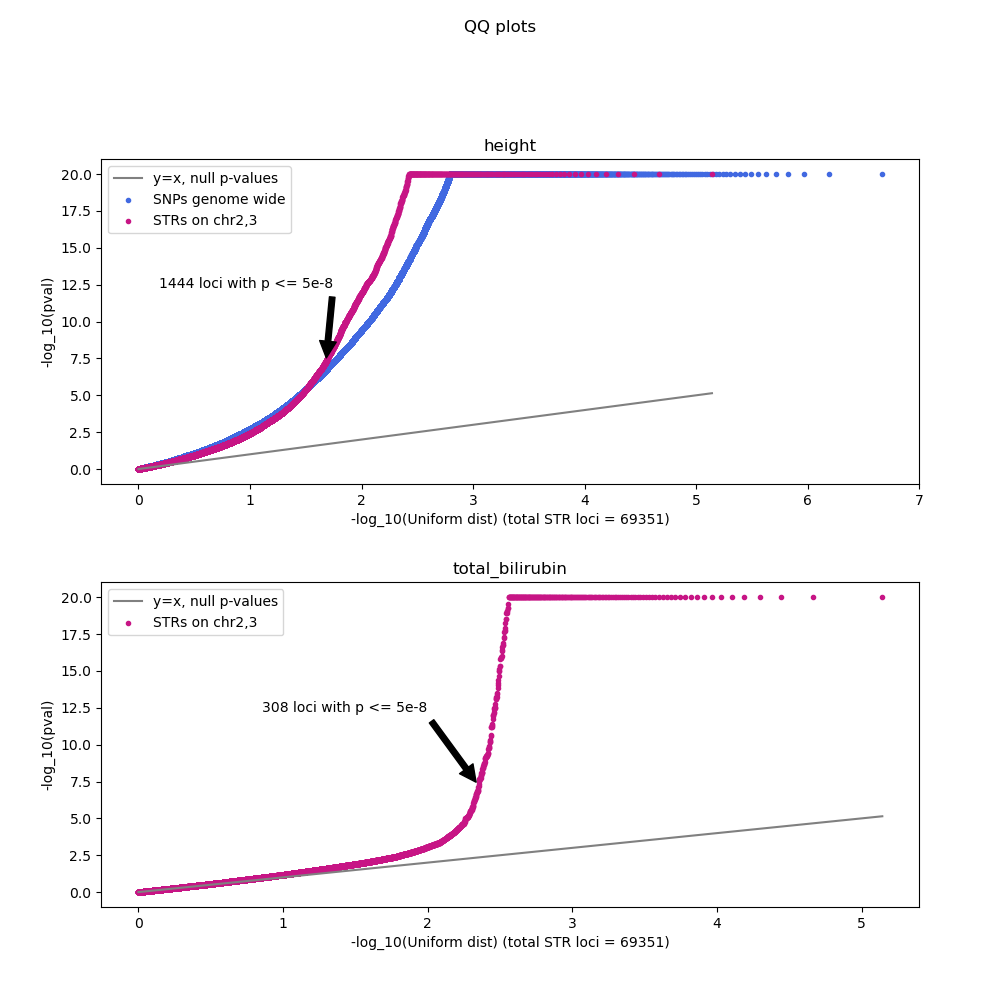 QQ plots
height
y=x, null p-values
SNPs genome wide
STRs on chr2,3
1444 loci with p <= 5e-8
-log_10(pval)
20.0
17.5
15.0
12.5
10.0
7.5
5.0
2.5
0.0
0 1 2 3 4 5 6 7
-log_10(Uniform dist) (total STR loci = 69351)
total_bilirubin
y=x, null p-values
STRs on chr2,3
308 loci with p <= 5e-8
-log_10(pval)
20.0
17.5
15.0
12.5
10.0
7.5
5.0
2.5
0.0
0 1 2 3 4 5
-log_10(Uniform dist) (total STR loci = 69351)